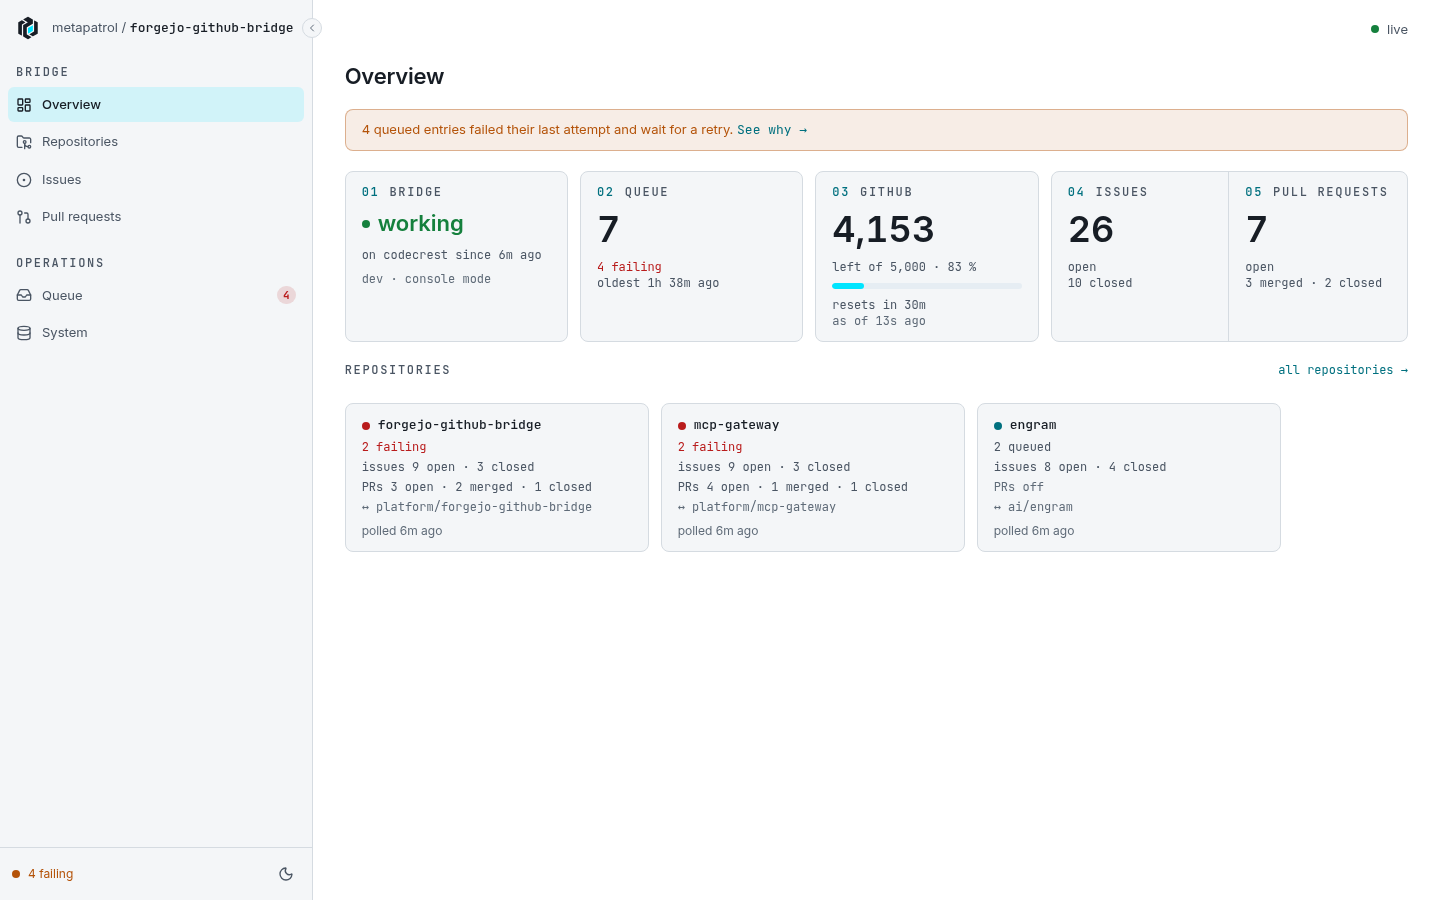 metapatrol / forgejo-github-bridge
BRIDGE
Overview
Repositories
Issues
Pull requests
OPERATIONS
Queue 4
System
4 failing
live
Overview
4 queued entries failed their last attempt and wait for a retry. See why →
01 BRIDGE
working
on codecrest since 6m ago
dev · console mode
02 QUEUE
7
4 failing
oldest 1h 38m ago
03 GITHUB
4,153
left of 5,000 · 83 %
resets in 30m
as of 13s ago
04 ISSUES
26
open
10 closed
05 PULL REQUESTS
7
open
3 merged · 2 closed
REPOSITORIES
all repositories →
forgejo-github-bridge
2 failing
issues 9 open · 3 closed
PRs 3 open · 2 merged · 1 closed
↔ platform/forgejo-github-bridge
polled 6m ago
mcp-gateway
2 failing
issues 9 open · 3 closed
PRs 4 open · 1 merged · 1 closed
↔ platform/mcp-gateway
polled 6m ago
engram
2 queued
issues 8 open · 4 closed
PRs off
↔ ai/engram
polled 6m ago